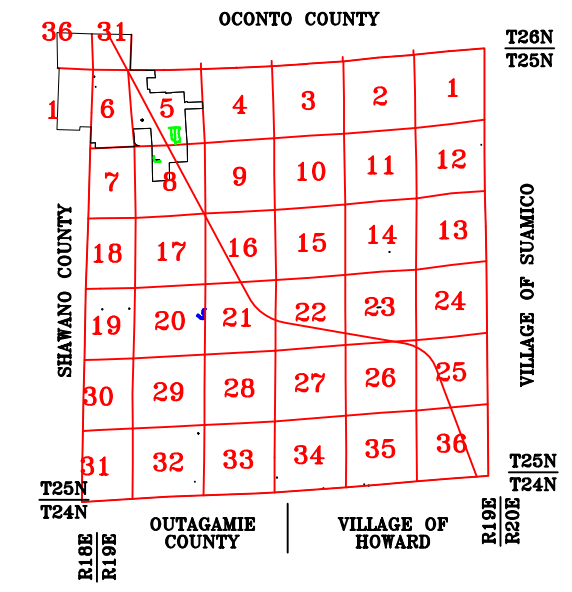 OCONTO COUNTY
36 31
T26N
T25N
1 6 5 4 3 2 1
7 8 9 10 11 12
18 17 16 15 14 13
19 20 21 22 23 24
30 29 28 27 26 25
31 32 33 34 35 36
SHAWANO COUNTY
VILLAGE OF SUAMICO
T25N
T24N
T25N
T24N
R18E
R19E
OUTAGAMIE
COUNTY
VILLAGE OF
HOWARD
R19E
R20E